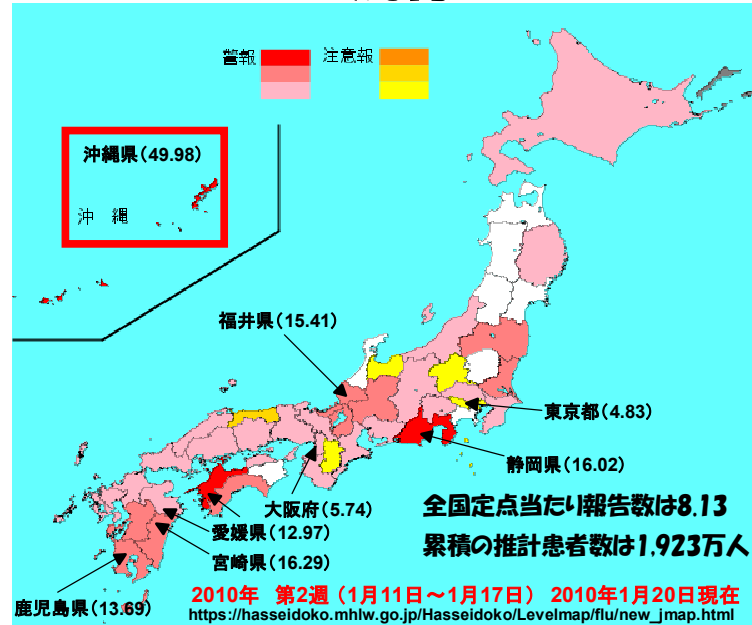 警報 注意報
沖縄県(49.98)
沖 縄
福井県(15.41)
東京都(4.83)
静岡県(16.02)
大阪府(5.74)
愛媛県(12.97)
宮崎県(16.29)
鹿児島県(13.69)
全国定点当たり報告数は8.13
累積の推計患者数は1,923万人
2010年 第2週(1月11日～1月17日) 2010年1月20日現在
https://hasseidoko.mhlw.go.jp/Hasseidoko/Levelmap/flu/new_jmap.html